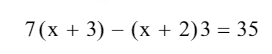 7(x + 3) – (x + 2)3 = 35